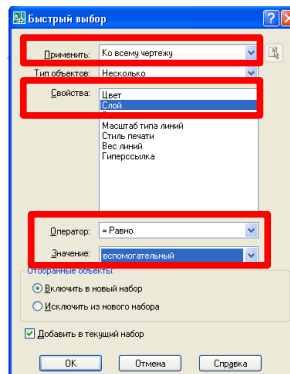 Быстрый выбор
Применить: Ко всему чертежу
Тип объектов: Несколько
Свойства: Цвет
Слой
Масштаб типа линий
Стиль печати
Вес линий
Гиперссылка
Оператор: = Равно
Значение: вспомогательный
Отобранные объекты:
Включить в новый набор
Исключить из нового набора
Добавить в текущий набор
OK Отмена Справка